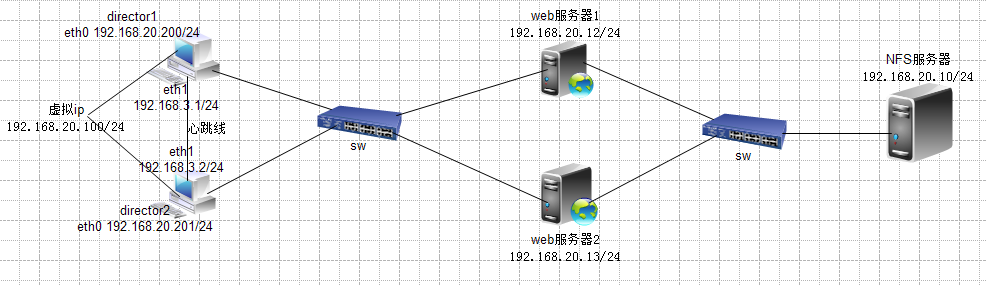 director1
eth0 192.168.20.200/24
eth1
192.168.3.1/24
虚拟ip
192.168.20.100/24
心跳线
eth1
192.168.3.2/24
director2
eth0 192.168.20.201/24
sw
web服务器1
192.168.20.12/24
web服务器2
192.168.20.13/24
sw
NFS服务器
192.168.20.10/24